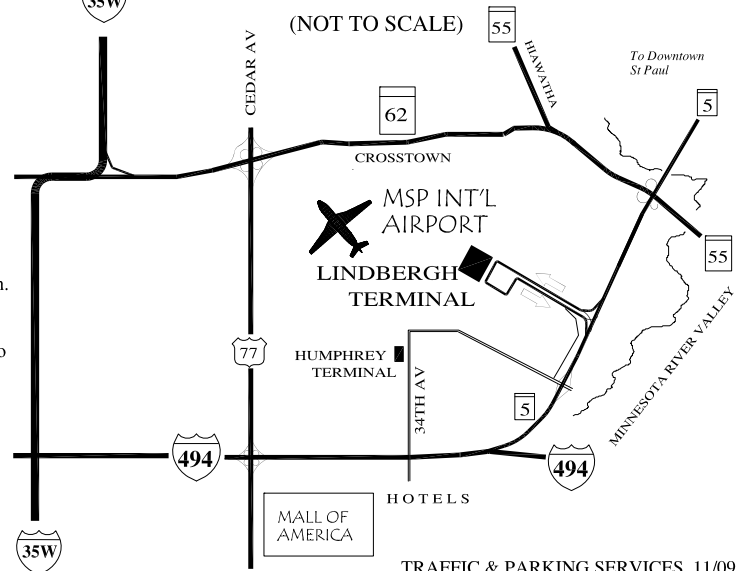 35W
(NOT TO SCALE)
55
CEDAR AV
HIAWATHA
To Downtown
St Paul
5
62
CROSSTOWN
MSP INT'L
AIRPORT
LINDBERGH
TERMINAL
55
n.
MINNESOTA RIVER VALLEY
77
HUMPHREY
TERMINAL
o
34TH AV
5
494
494
HOTELS
MALL OF
AMERICA
35W
TRAFFIC & PARKING SERVICES 11/09